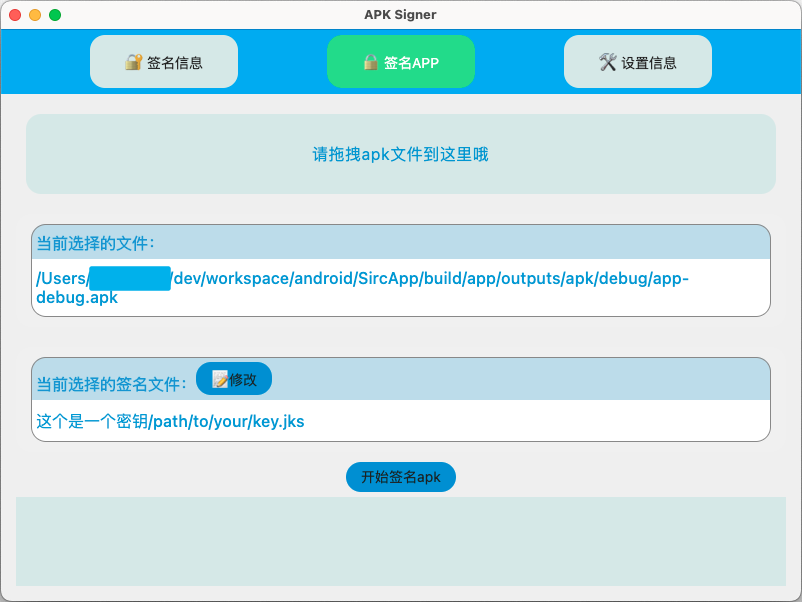 APK Signer
🔐 签名信息
🔒 签名APP
🛠 设置信息
请拖拽apk文件到这里哦
当前选择的文件：
/Users/ /dev/workspace/android/SircApp/build/app/outputs/apk/debug/app-
debug.apk
当前选择的签名文件： 📝修改
这个是一个密钥/path/to/your/key.jks
开始签名apk